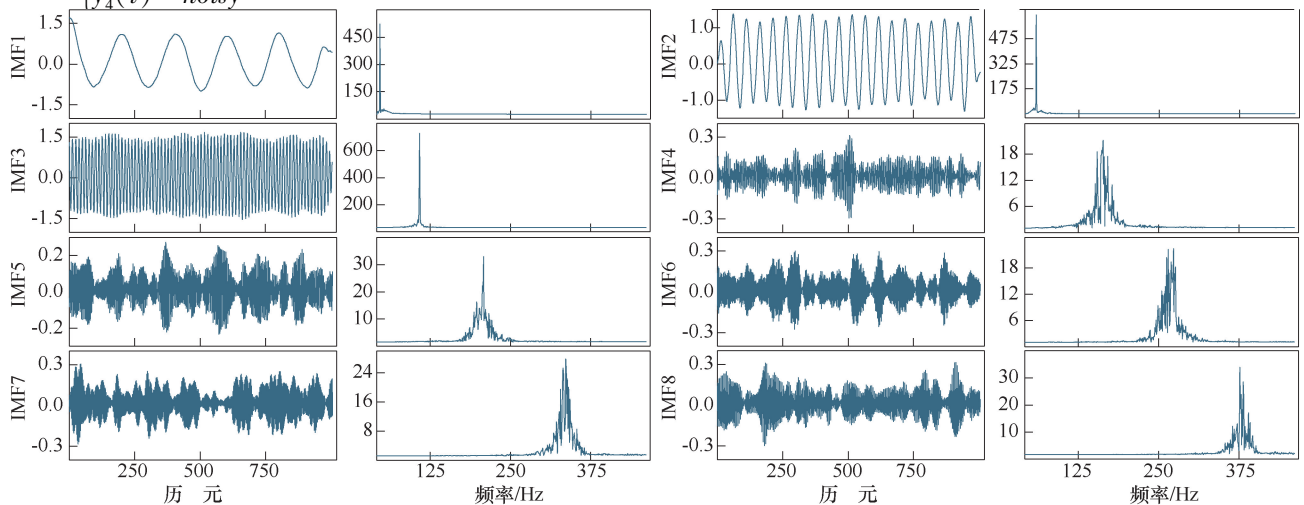 y₄(t) noisy
IMF1 1.5 0.0 -1.5 450 300 150
IMF2 1.0 0.0 -1.0 475 325 175
IMF3 1.5 0.0 -1.5 600 400 200
IMF4 0.3 0.0 -0.3 18 12 6
IMF5 0.2 0.0 -0.2 30 20 10
IMF6 0.3 0.0 -0.3 18 12 6
IMF7 0.3 0.0 -0.3 24 16 8
IMF8 0.3 0.0 -0.3 30 20 10
250 500 750 125 250 375 250 500 750 125 250 375
历 元 频率/Hz 历 元 频率/Hz